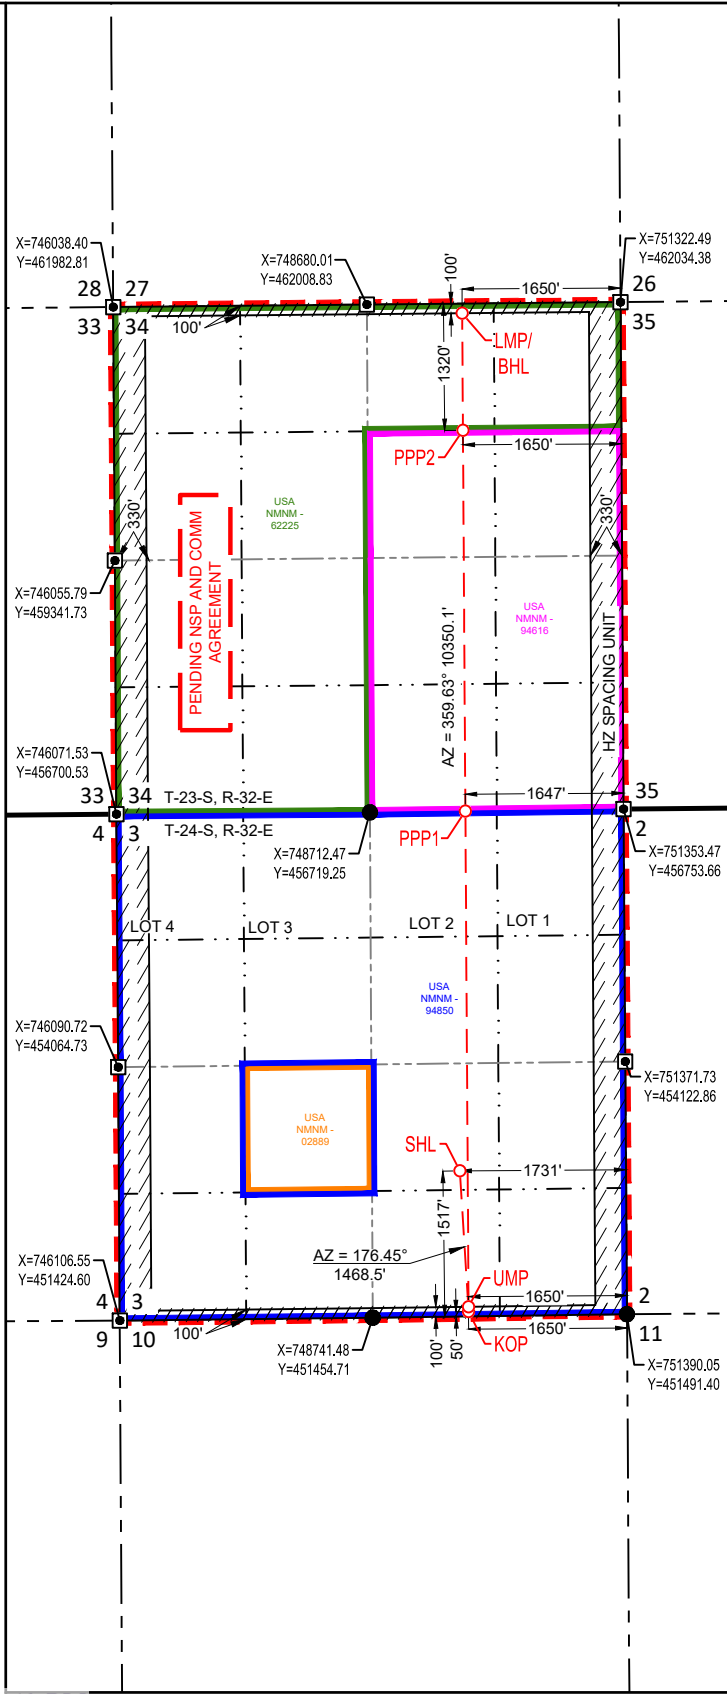 X=746038.40
Y=461982.81
X=748680.01
Y=462008.83
X=751322.49
Y=462034.38
28
27
100'
1650'
26
33
34
100'
35
LMP/
BHL
1320'
PPP2
1650'
USA
NMNM -
62225
330'
330'
PENDING NSP AND COMM
AGREEMENT
X=746055.79
Y=459341.73
USA
NMNM -
94616
AZ = 359.63° 10350.1'
HZ SPACING UNIT
X=746071.53
Y=456700.53
33
34
T-23-S, R-32-E
1647'
35
4
3
T-24-S, R-32-E
PPP1
2
X=748712.47
Y=456719.25
X=751353.47
Y=456753.66
LOT 4
LOT 3
LOT 2
LOT 1
USA
NMNM -
94850
X=746090.72
Y=454064.73
X=751371.73
Y=454122.86
USA
NMNM -
02889
SHL
1731'
1517'
AZ = 176.45°
1468.5'
X=746106.55
Y=451424.60
UMP
4
3
1650'
2
9
10
100'
1650'
11
KOP
100'
50'
X=748741.48
Y=451454.71
X=751390.05
Y=451491.40